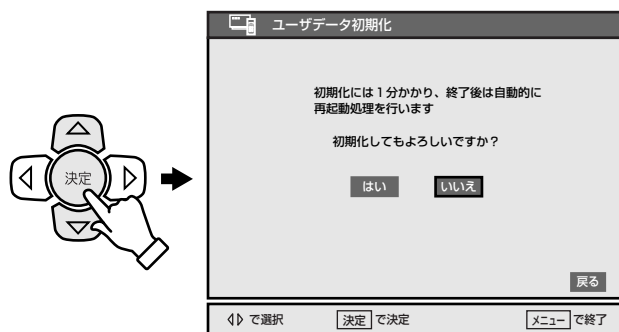 ユーザデータ初期化
初期化には1分かかり、終了後は自動的に
再起動処理を行います
初期化してもよろしいですか？
決定
はい いいえ
戻る
で選択 決定 で決定 メニュー で終了